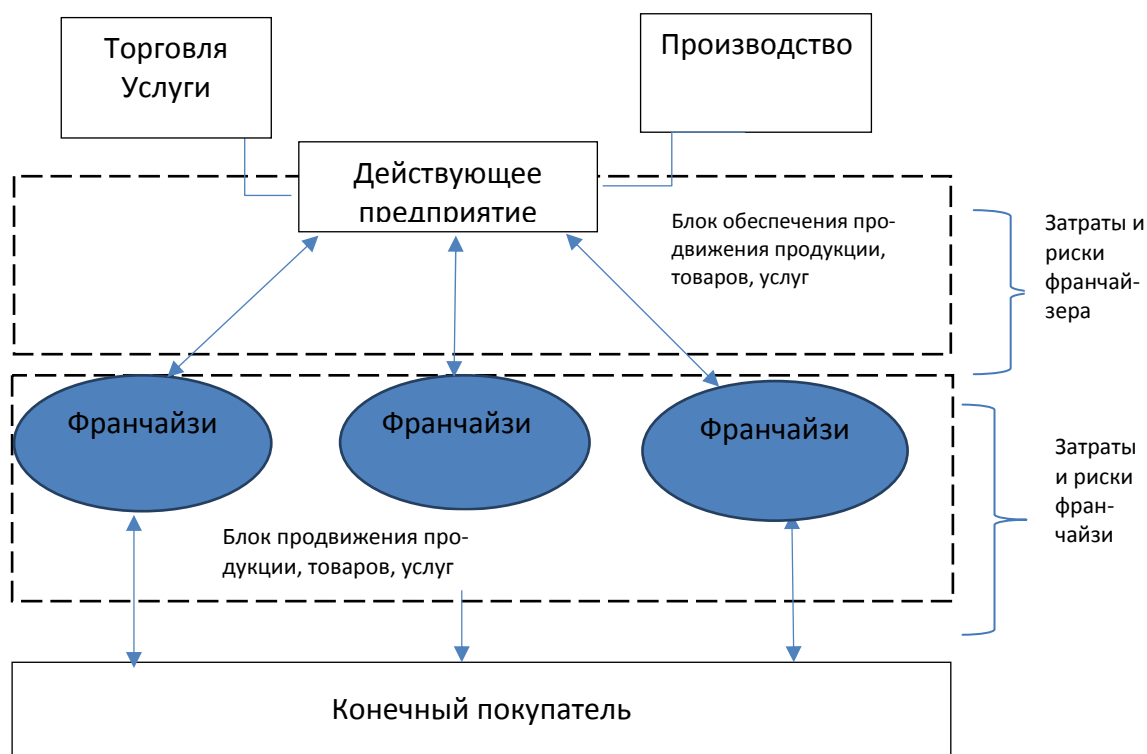 Торговля
Услуги
Производство
Действующее
предприятие
Блок обеспечения про-
движения продукции,
товаров, услуг
Затраты и
риски
франчай-
зера
Франчайзи
Франчайзи
Франчайзи
Затраты
и риски
фран-
чайзи
Блок продвижения про-
дукции, товаров, услуг
Конечный покупатель